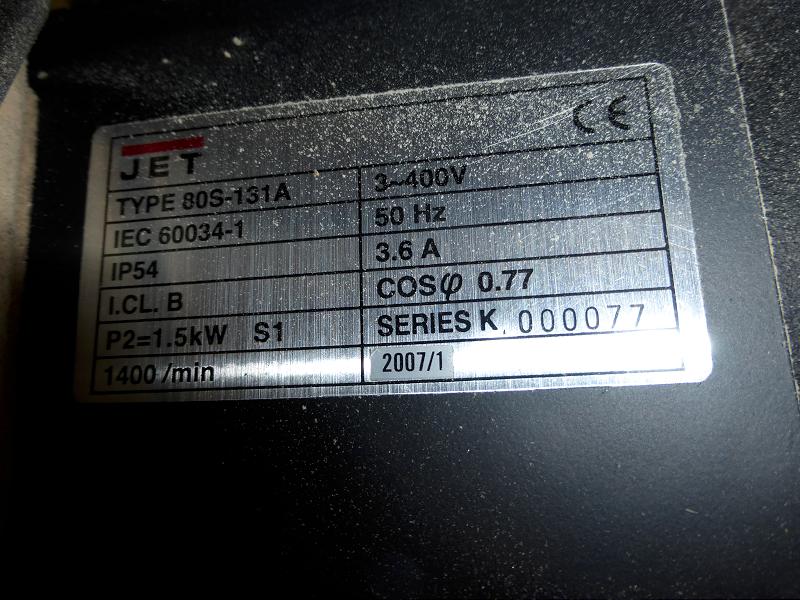 CE
JET
TYPE 80S-131A 3~400V
IEC 60034-1 50 Hz
IP54 3.6 A
I.CL. B COSφ 0.77
P2=1.5kW S1 SERIES K, 000077
1400/min 2007/1